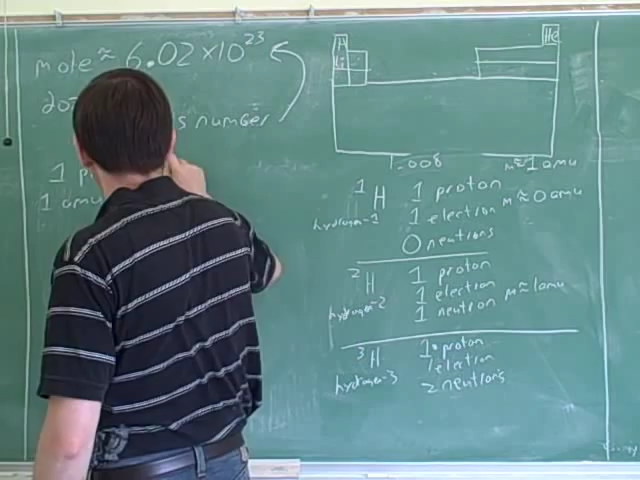 mole ≈ 6.02 × 10²³
number
1 p
1 amu
H
Li
He
1.008
m ≈ 1 amu
¹H 1 proton
hydrogen-1 1 electron m ≈ 0 amu
0 neutrons
²H 1 proton
1 electron
hydrogen-2 1 neutron m ≈ 1 amu
³H 1 proton
1 electron
hydrogen-3 2 neutrons